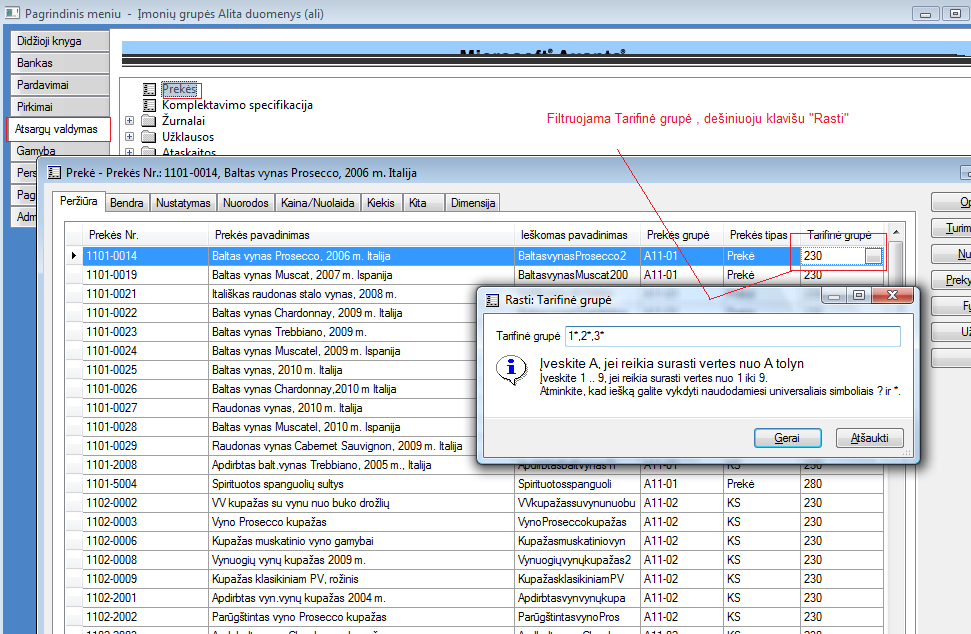 Pagrindinis meniu - Įmonių grupės Alita duomenys (ali)
Didžioji knyga
Bankas
Pardavimai
Pirkimai
Atsargų valdymas
Gamyba
Prekės
Komplektavimo specifikacija
Žurnalai
Užklausos
Ataskaitos
Filtruojama Tarifinė grupė , dešiniuoju klavišu "Rasti"
Prekė - Prekės Nr.: 1101-0014, Baltas vynas Prosecco, 2006 m. Italija
Peržiūra Bendra Nustatymas Nuorodos Kaina/Nuolaida Kiekis Kita Dimensija
Prekės Nr. Prekės pavadinimas Ieškomas pavadinimas Prekės grupė Prekės tipas Tarifinė grupė
1101-0014 Baltas vynas Prosecco, 2006 m. Italija BaltasvynasProsecco2 A11-01 Prekė 230
1101-0019 Baltas vynas Muscat, 2007 m. Ispanija BaltasvynasMuscat200 A11-01 Prekė 230
1101-0021 Itališkas raudonas stalo vynas, 2008 m.
1101-0022 Baltas vynas Chardonnay, 2009 m. Italija
1101-0023 Baltas vynas Trebbiano, 2009 m.
1101-0024 Baltas vynas Muscatel, 2009 m. Ispanija
1101-0025 Baltas vynas, 2010 m. Italija
1101-0026 Baltas vynas Chardonnay,2010 m. Italija
1101-0027 Raudonas vynas, 2010 m. Italija
1101-0028 Baltas vynas Muscatel, 2010 m. Ispanija
1101-0029 Raudonas vynas Cabernet Sauvignon, 2009 m. Italija
1101-2008 Apdirbtas balt.vynas Trebbiano, 2005 m., Italija
1101-5004 Spirituotos spanguolių sultys Spirituotosspanguoli A11-01 Prekė 280
1102-0002 VV kupažas su vynu nuo buko drožlių VVkupažassuvynunuobu A11-02 KS 230
1102-0003 Vyno Prosecco kupažas VynoProseccokupažas A11-02 KS 230
1102-0006 Kupažas muskatinio vyno gamybai Kupažasmuskatiniovyn A11-02 KS 230
1102-0008 Vynuogių vynų kupažas 2009 m. Vynuogiųvynųkupažas2 A11-02 KS 230
1102-0009 Kupažas klasikiniam PV, rožinis KupažasklasikiniamPV A11-02 KS 230
1102-2001 Apdirbtas vyn.vynų kupažas 2004 m. Apdirbtasvynvynųkupa A11-02 KS 230
1102-2002 Parūgštintas vyno Prosecco kupažas ParūgštintasvynoPros A11-02 KS 230
Rasti: Tarifinė grupė
Tarifinė grupė 1*,2*,3*
Įveskite A, jei reikia surasti vertes nuo A tolyn
Įveskite 1 .. 9, jei reikia surasti vertes nuo 1 iki 9.
Atminkite, kad iešką galite vykdyti naudodamiesi universaliais simboliais ? ir *.
Gerai Atšaukti